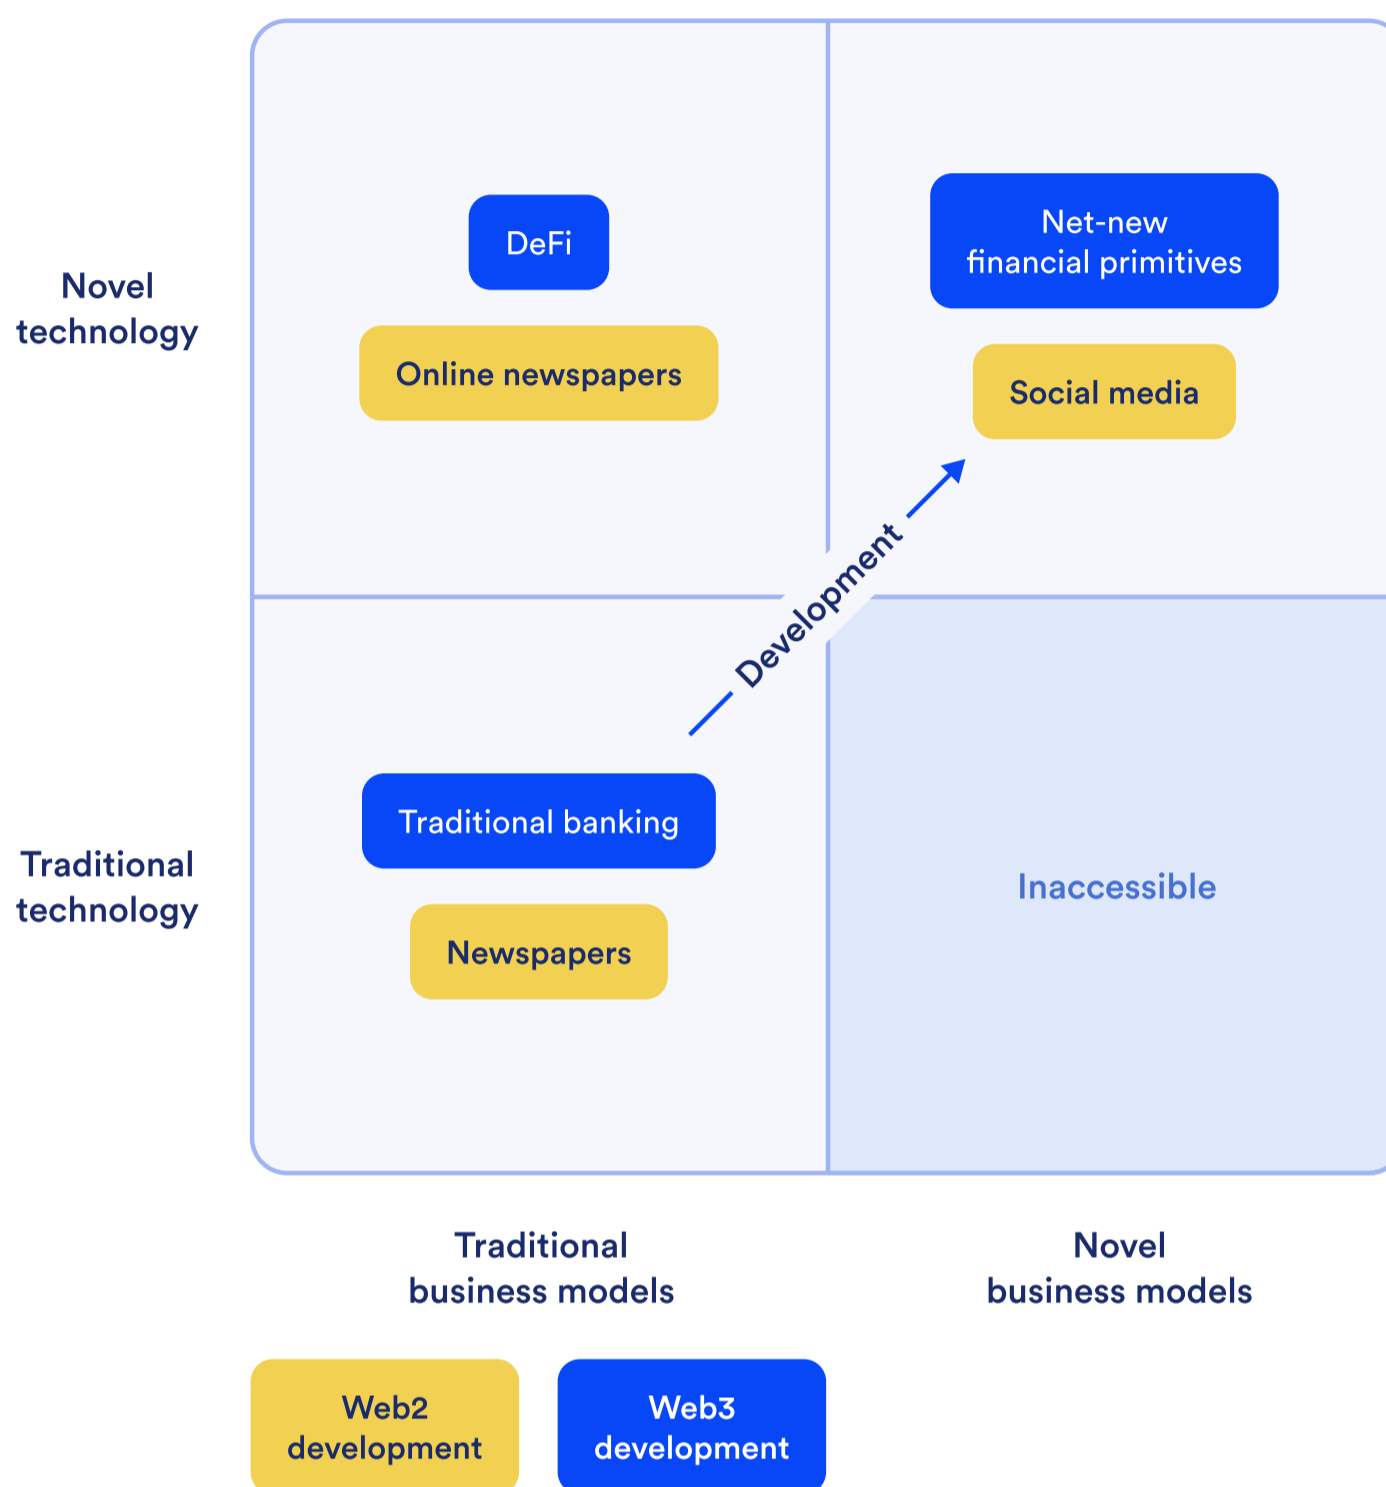 Novel
technology
DeFi
Online newspapers
Net-new
financial primitives
Social media
Development
Traditional
technology
Traditional banking
Newspapers
Inaccessible
Traditional
business models
Novel
business models
Web2
development
Web3
development